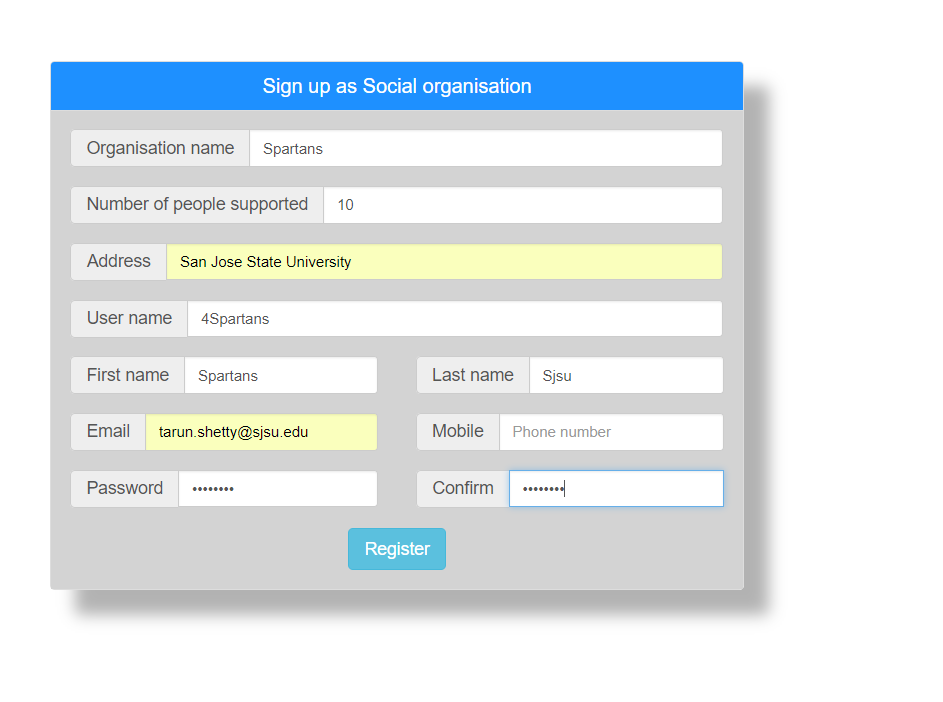 Sign up as Social organisation
Organisation name Spartans
Number of people supported 10
Address San Jose State University
User name 4Spartans
First name Spartans Last name Sjsu
Email tarun.shetty@sjsu.edu Mobile Phone number
Password •••••••• Confirm ••••••••
Register